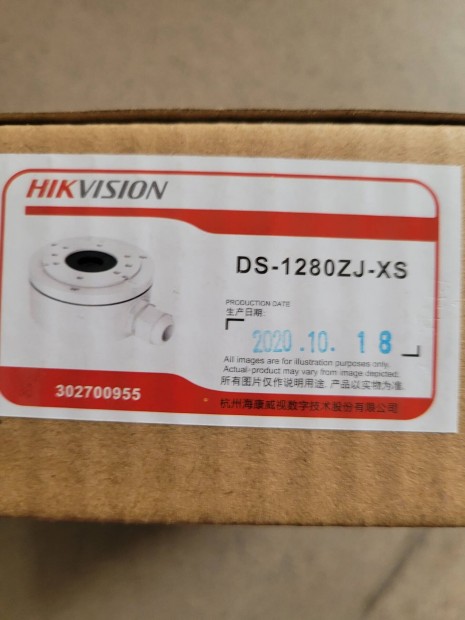 HIKVISION
DS-1280ZJ-XS
PRODUCTION DATE
生产日期:
2020.10. 18
All images are for illustration purposes only.
Actual-product may vary from image depicted.
所有图片仅作说明用途,产品以实物为准.
302700955
杭州海康威视数字技术股份有限公司